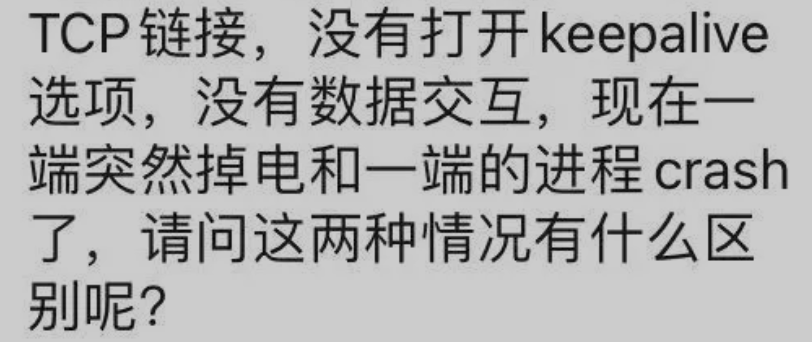 TCP链接，没有打开keepalive
选项，没有数据交互，现在一
端突然掉电和一端的进程crash
了，请问这两种情况有什么区
别呢？